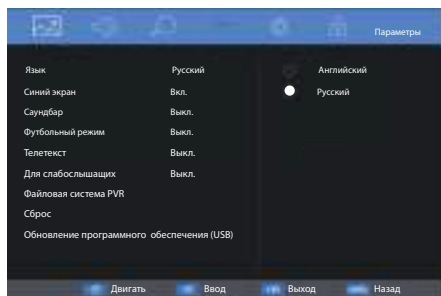 Параметры
Язык Русский Английский
Синий экран Вкл. Русский
Саундбар Выкл.
Футбольный режим Выкл.
Телетекст Выкл.
Для слабослышащих Выкл.
Файловая система PVR
Сброс
Обновление программного обеспечения (USB)
Двигать Ввод Выход Назад